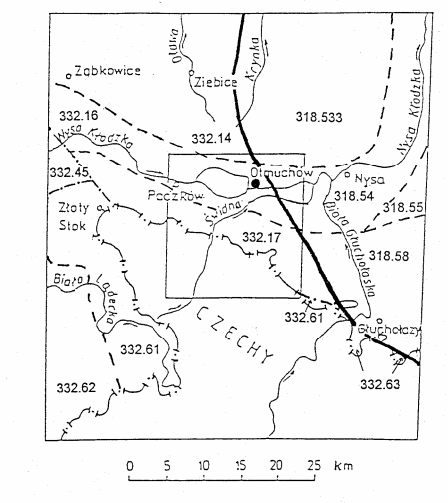 Oława
Krynka
Ząbkowice
Ziębice
Nysa Kłodzka
332.16
332.14
318.533
Nysa Kłodzka
332.45
Otmuchów
Nysa
318.54
Paczków
318.55
Złoty Stok
Świdna
332.17
Biała Głuchołaska
318.58
Biała Lądecka
CZECHY
332.61
Głuchołazy
332.61
332.62
332.63
0 5 10 15 20 25 km